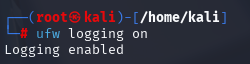 ┌──(root㉿kali)-[/home/kali]
└─# ufw logging on
Logging enabled